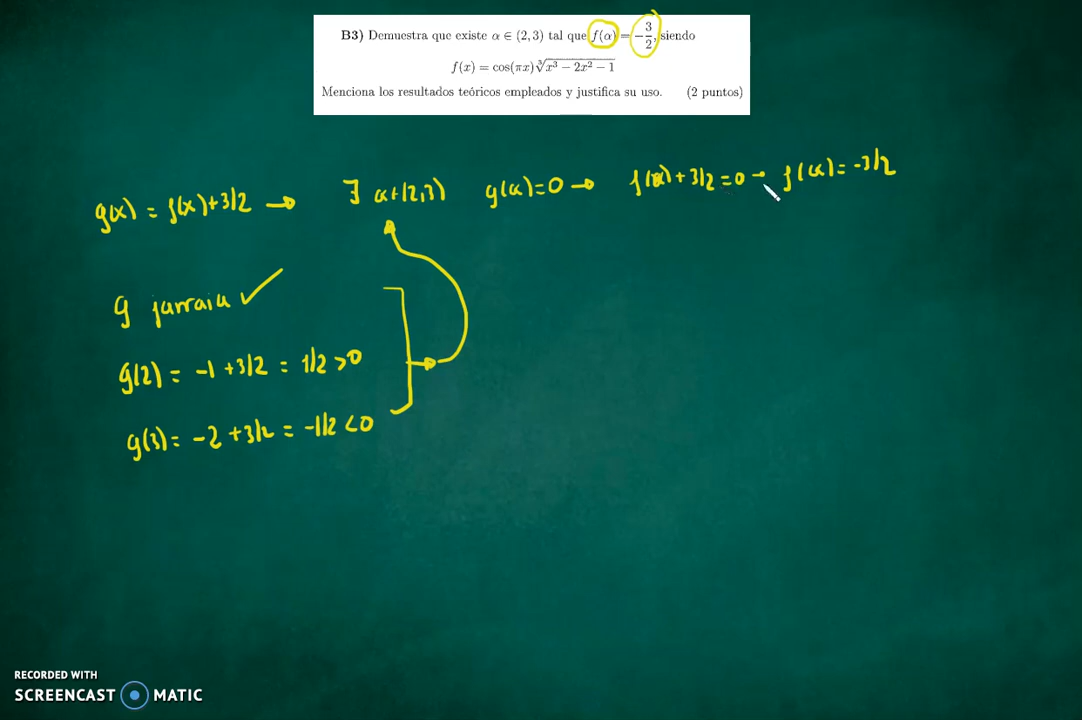 B3) Demuestra que existe α ∈ (2, 3) tal que f(α) = −3/2, siendo
f(x) = cos(πx) ∛(x³ − 2x² − 1)
Menciona los resultados teóricos empleados y justifica su uso. (2 puntos)
g(x) = f(x)+3/2 → ∃ α∈(2,3) g(α)=0 → f(α)+3/2=0 → f(α)=-3/2
g jarraia ✓
g(2) = -1 +3/2 = 1/2 >0
g(3)= -2 +3/2 = -1/2 <0
RECORDED WITH
SCREENCAST MATIC